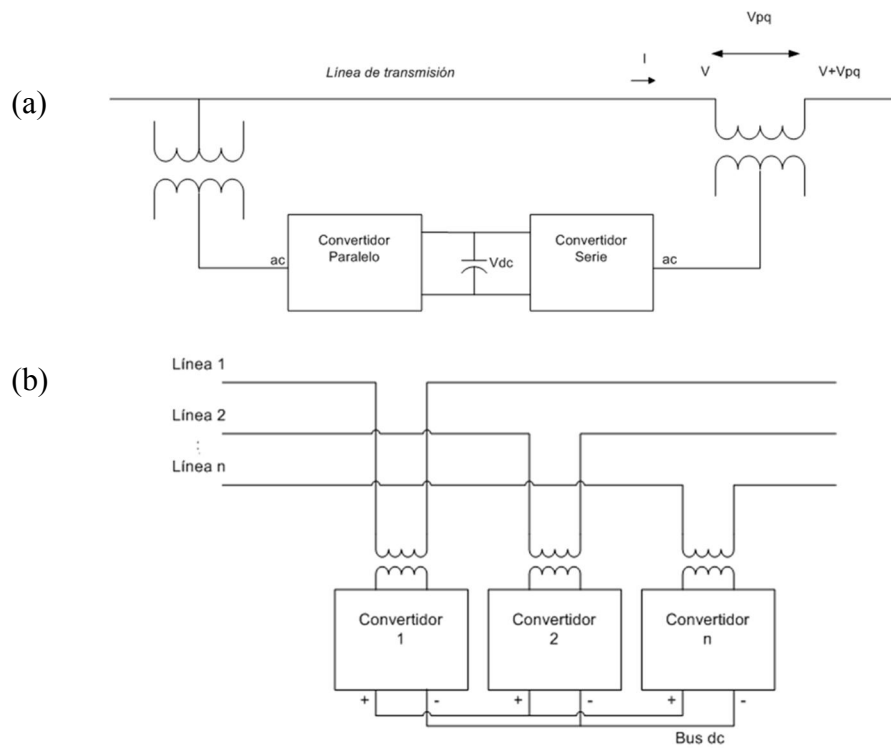 (a)
Vpq
Línea de transmisión
I
V
V+Vpq
Convertidor
Paralelo
ac
Vdc
Convertidor
Serie
ac
(b)
Línea 1
Línea 2
⋮
Línea n
Convertidor
1
Convertidor
2
Convertidor
n
+ - + - + -
Bus dc